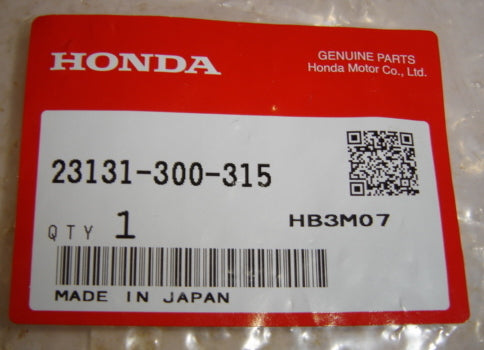 HONDA
GENUINE PARTS
Honda Motor Co., Ltd.
23131-300-315
HB3M07
QTY 1
MADE IN JAPAN